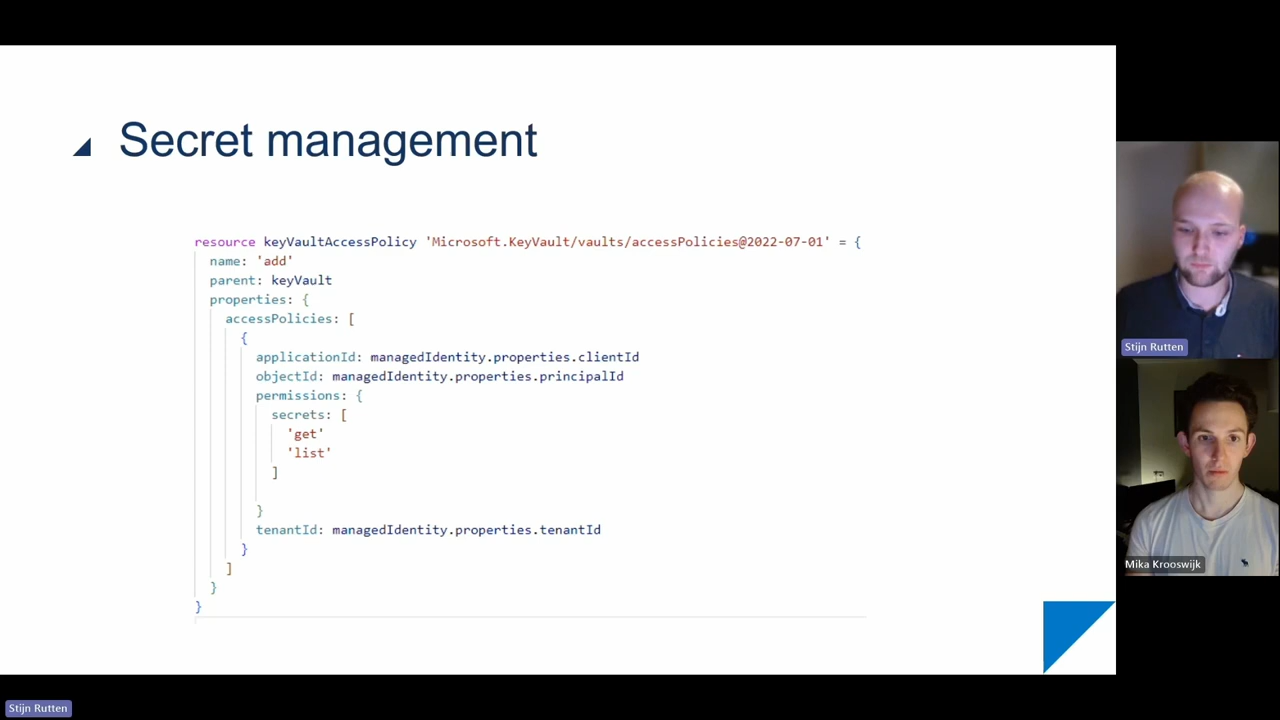 Secret management
resource keyVaultAccessPolicy 'Microsoft.KeyVault/vaults/accessPolicies@2022-07-01' = {
name: 'add'
parent: keyVault
properties: {
accessPolicies: [
{
applicationId: managedIdentity.properties.clientId
objectId: managedIdentity.properties.principalId
permissions: {
secrets: [
'get'
'list'
]
}
tenantId: managedIdentity.properties.tenantId
}
]
}
}
Stijn Rutten
Mika Krooswijk
Stijn Rutten